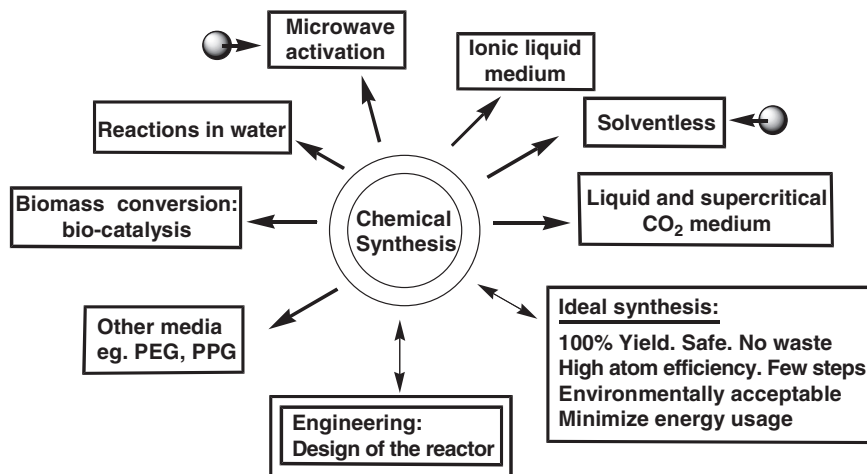 Microwave
activation
Ionic liquid
medium
Reactions in water
Solventless
Biomass conversion:
bio-catalysis
Chemical
Synthesis
Liquid and supercritical
CO₂ medium
Other media
eg. PEG, PPG
Ideal synthesis:
100% Yield. Safe. No waste
High atom efficiency. Few steps
Environmentally acceptable
Minimize energy usage
Engineering:
Design of the reactor